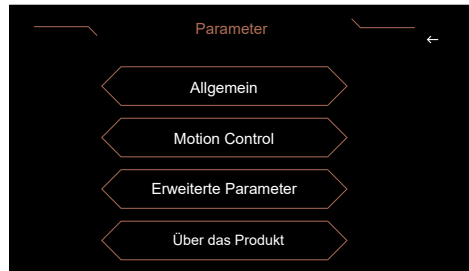 Parameter
Allgemein
Motion Control
Erweiterte Parameter
Über das Produkt